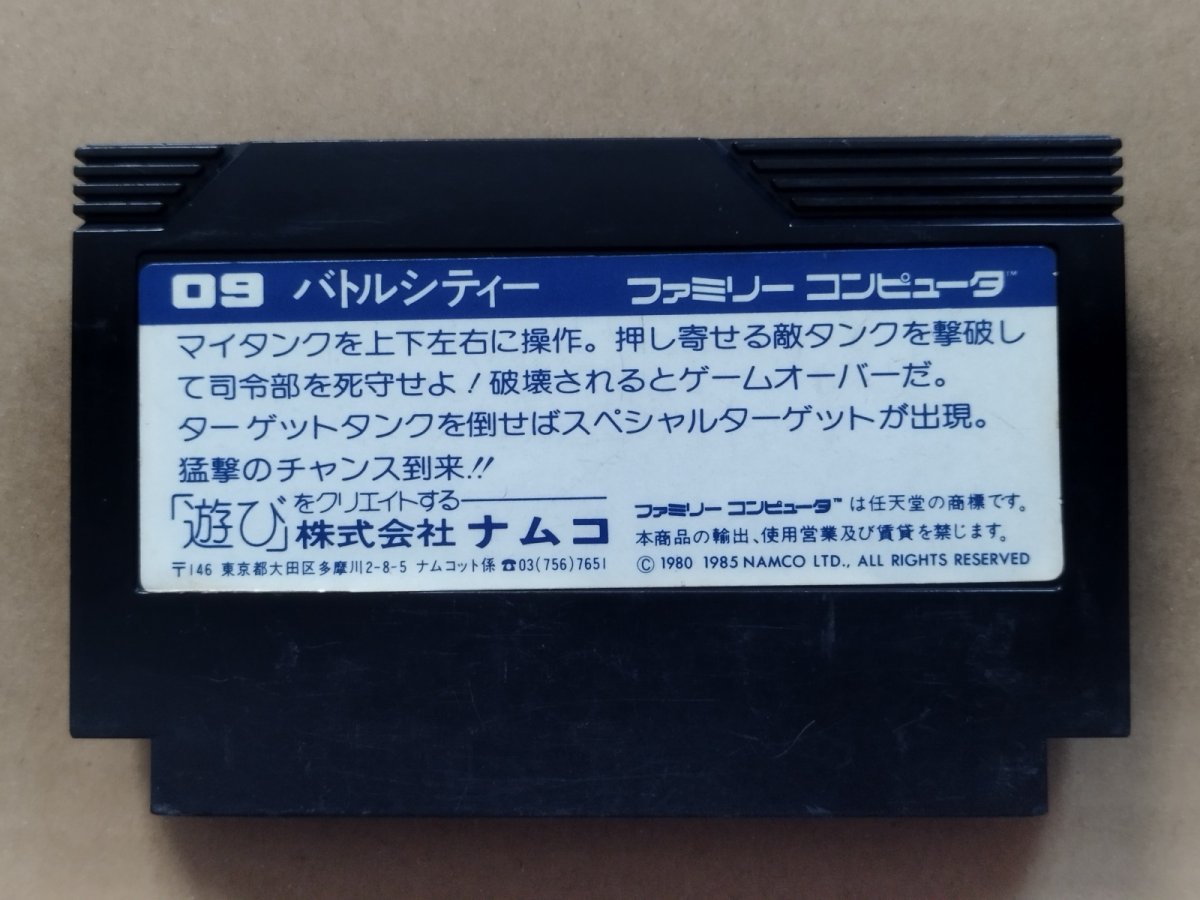 09 バトルシティー ファミリー コンピュータ™
マイタンクを上下左右に操作。押し寄せる敵タンクを撃破し
て司令部を死守せよ!破壊されるとゲームオーバーだ。
ターゲットタンクを倒せばスペシャルターゲットが出現。
猛撃のチャンス到来!!
「遊び」をクリエイトする
株式会社 ナムコ
〒146 東京都大田区多摩川2-8-5 ナムコット係 ☎03(756)7651
ファミリー コンピュータ™は任天堂の商標です。
本商品の輸出、使用営業及び賃貸を禁じます。
© 1980 1985 NAMCO LTD., ALL RIGHTS RESERVED